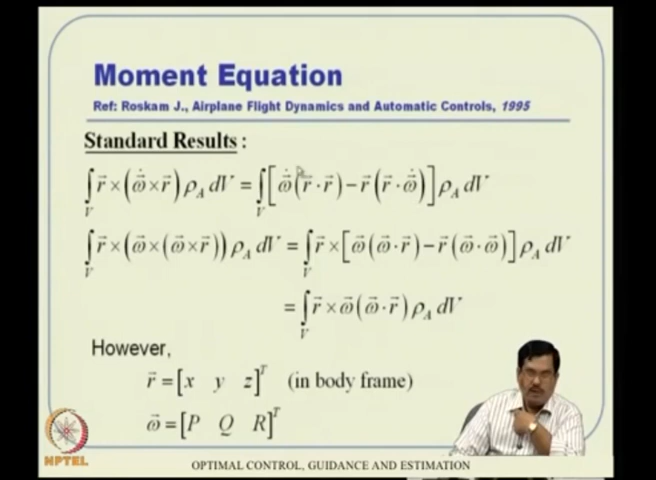 Moment Equation
Ref: Roskam J., Airplane Flight Dynamics and Automatic Controls, 1995
Standard Results :
∫_V r⃗ × (ω⃗̇ × r⃗) ρ_A dV = ∫_V [ω⃗̇ (r⃗ · r⃗) − r⃗ (r⃗ · ω⃗̇)] ρ_A dV
∫_V r⃗ × (ω⃗ × (ω⃗ × r⃗)) ρ_A dV = ∫_V r⃗ × [ω⃗ (ω⃗ · r⃗) − r⃗ (ω⃗ · ω⃗)] ρ_A dV
= ∫_V r⃗ × ω⃗ (ω⃗ · r⃗) ρ_A dV
However,
r⃗ = [x y z]^T (in body frame)
ω⃗ = [P Q R]^T
NPTEL
OPTIMAL CONTROL, GUIDANCE AND ESTIMATION